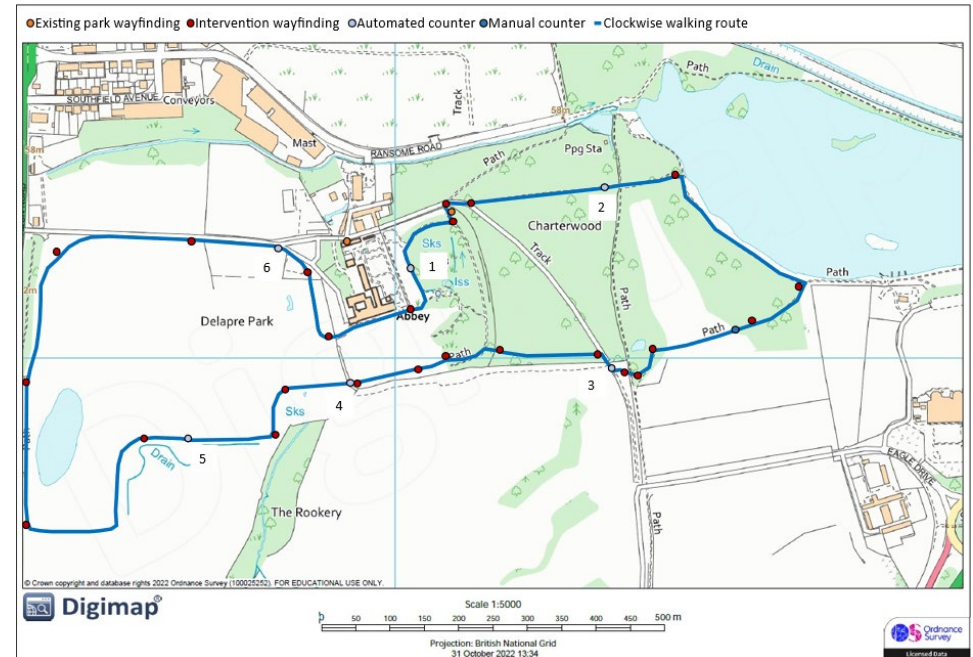 Existing park wayfinding Intervention wayfinding Automated counter Manual counter Clockwise walking route
Path
Drain
SOUTHFIELD AVENUE
Conveyors
Track
58m
Mast
RANSOME ROAD
Path
Ppg Sta
2
Charterwood
Sks
1
Iss
6
Track
Path
Path
2m
Delapre Park
Abbey
Path
Path
3
4
Sks
5
Drain
Path
EAGLE DRIVE
The Rookery
Path
© Crown copyright and database rights 2022 Ordnance Survey (100025252). FOR EDUCATIONAL USE ONLY.
Digimap®
Scale 1:5000
0 50 100 150 200 250 300 350 400 450 500 m
Projection: British National Grid
31 October 2022 13:34
OS Ordnance
Survey
Licensed Data